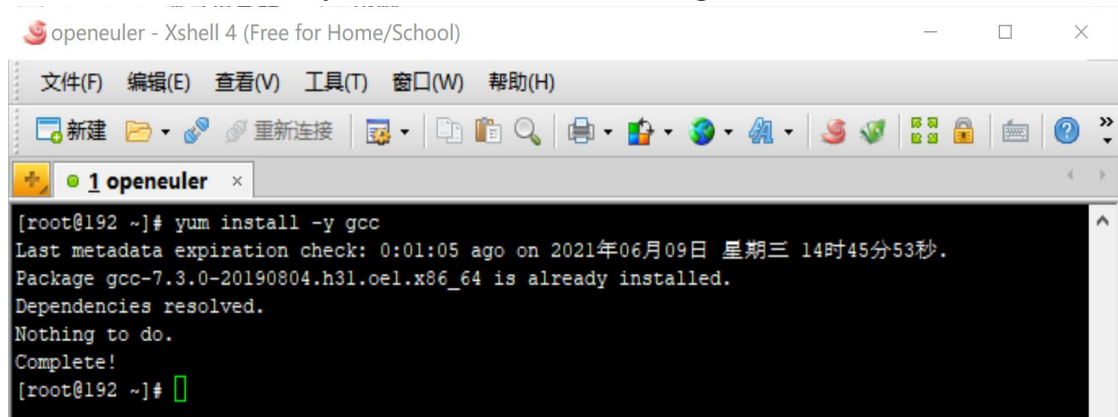 openeuler - Xshell 4 (Free for Home/School)
文件(F) 编辑(E) 查看(V) 工具(T) 窗口(W) 帮助(H)
新建 重新连接
1 openeuler
[root@192 ~]# yum install -y gcc
Last metadata expiration check: 0:01:05 ago on 2021年06月09日 星期三 14时45分53秒.
Package gcc-7.3.0-20190804.h31.oe1.x86_64 is already installed.
Dependencies resolved.
Nothing to do.
Complete!
[root@192 ~]#